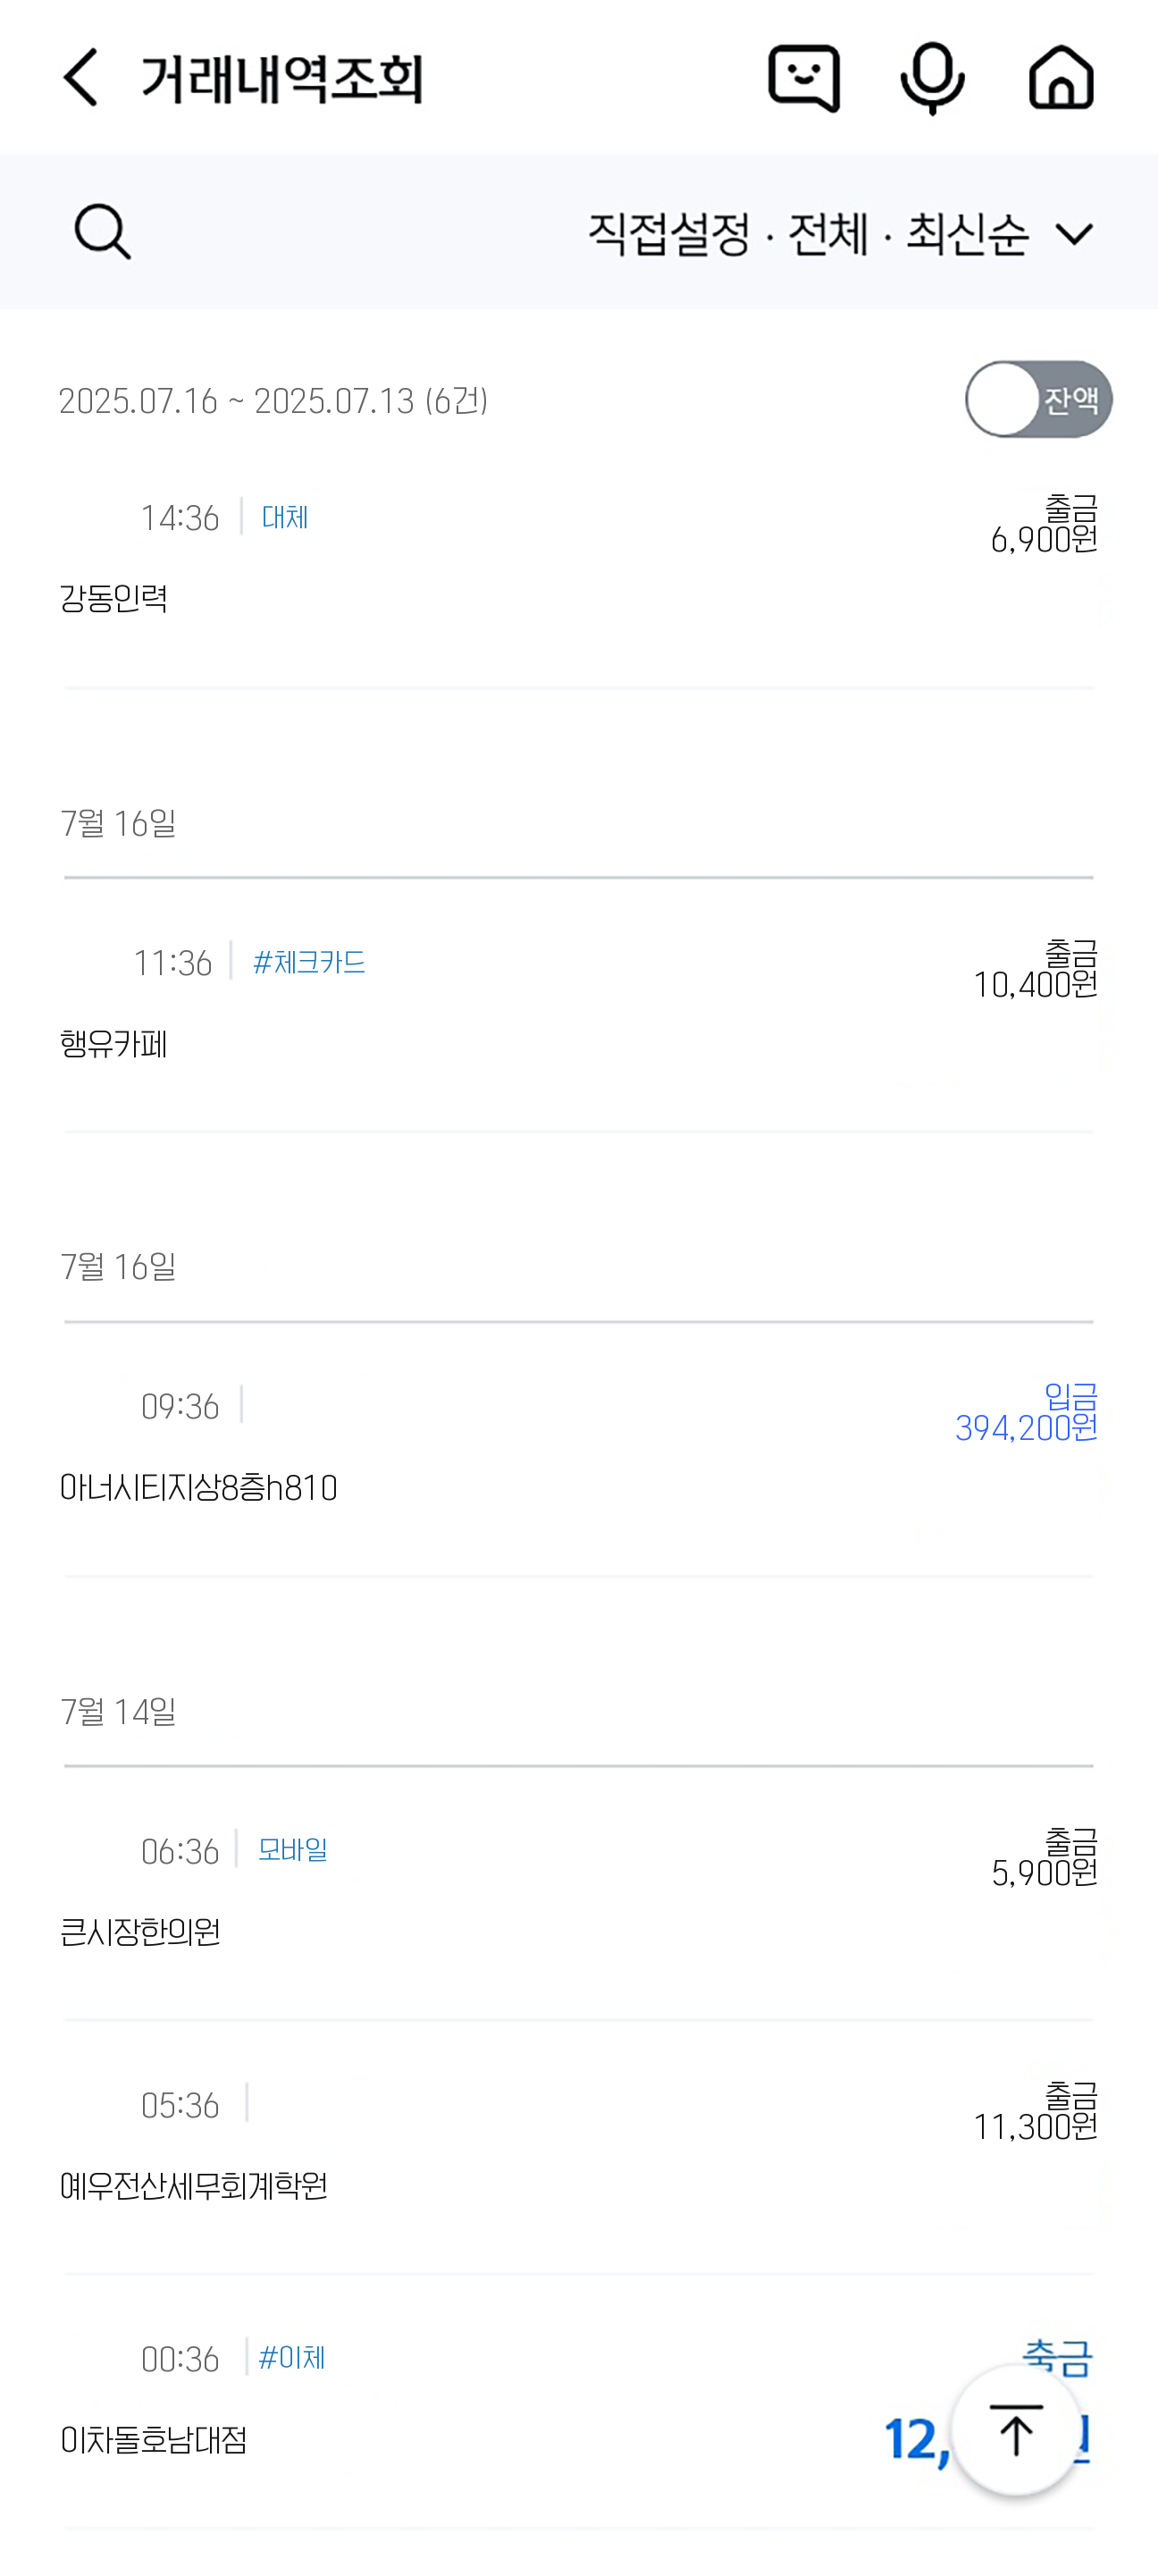 거래내역조회
직접설정 · 전체 · 최신순
2025.07.16 ~ 2025.07.13 (6건)
잔액
14:36 대체
출금
6,900원
강동인력
7월 16일
11:36 #체크카드
출금
10,400원
행유카페
7월 16일
09:36
입금
394,200원
아너시티지상8층h810
7월 14일
06:36 모바일
출금
5,900원
큰시장한의원
05:36
출금
11,300원
예우전산세무회계학원
00:36 #이체
이차돌호남대점
12,